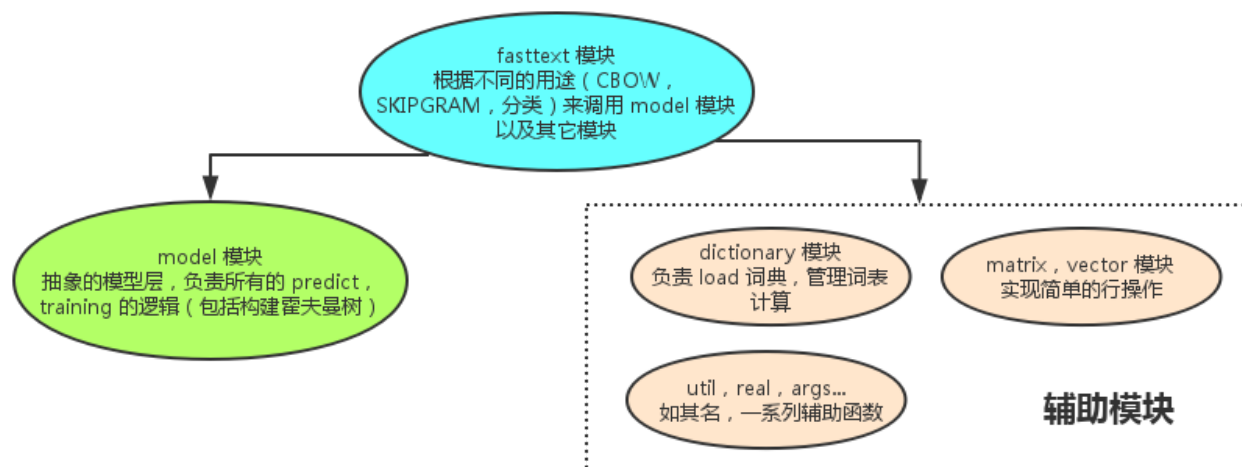 fasttext 模块
根据不同的用途（CBOW，
SKIPGRAM，分类）来调用 model 模块
以及其它模块
model 模块
抽象的模型层，负责所有的 predict，
training 的逻辑（包括构建霍夫曼树）
dictionary 模块
负责 load 词典，管理词表
计算
matrix，vector 模块
实现简单的行操作
util，real，args...
如其名，一系列辅助函数
辅助模块